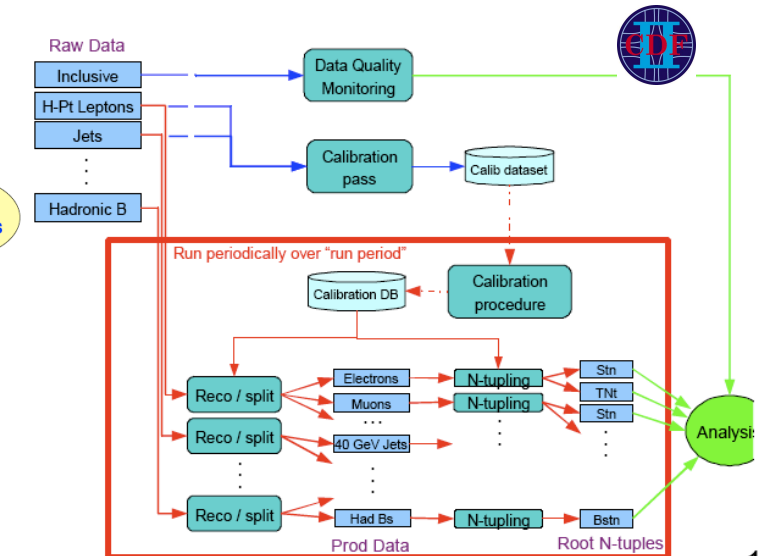 Raw Data
Inclusive
H-Pt Leptons
Jets
Hadronic B
s
Data Quality
Monitoring
CDF
II
Calibration
pass
Calib dataset
Run periodically over “run period”
Calibration DB
Calibration
procedure
Reco / split
Electrons
Muons
...
N-tupling
N-tupling
Stn
TNt
Stn
Reco / split
40 GeV Jets
Analysis
Reco / split
Had Bs
N-tupling
Bstn
Prod Data
Root N-tuples